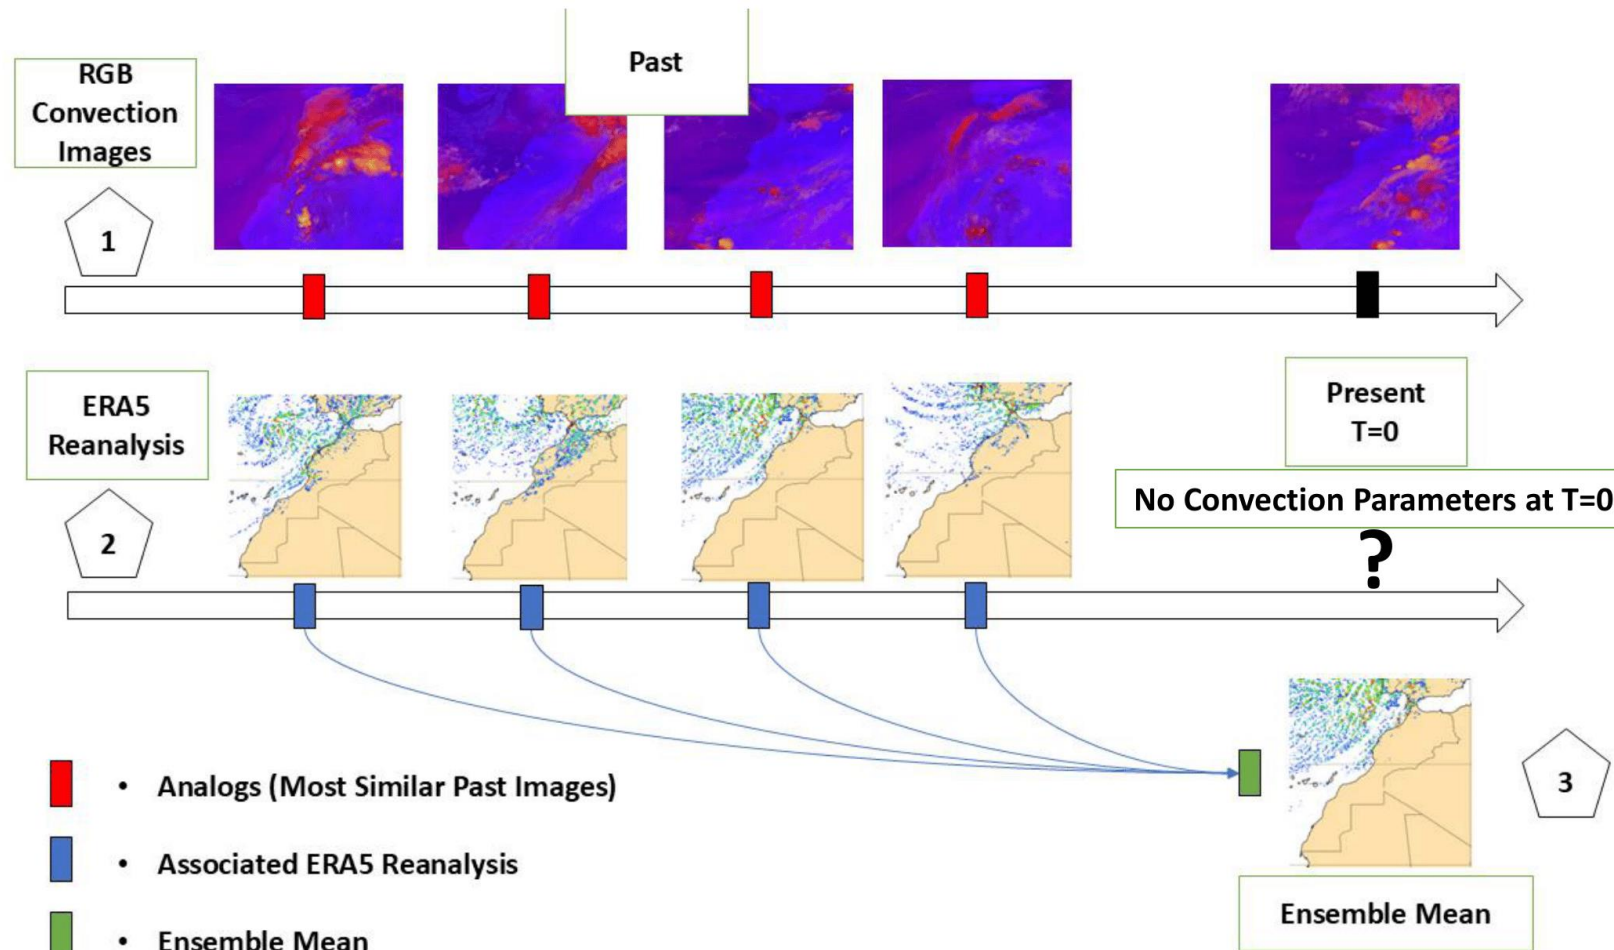 RGB
Convection
Images
Past
1
ERA5
Reanalysis
2
Present
T=0
No Convection Parameters at T=0
?
• Analogs (Most Similar Past Images)
• Associated ERA5 Reanalysis
• Ensemble Mean
3
Ensemble Mean